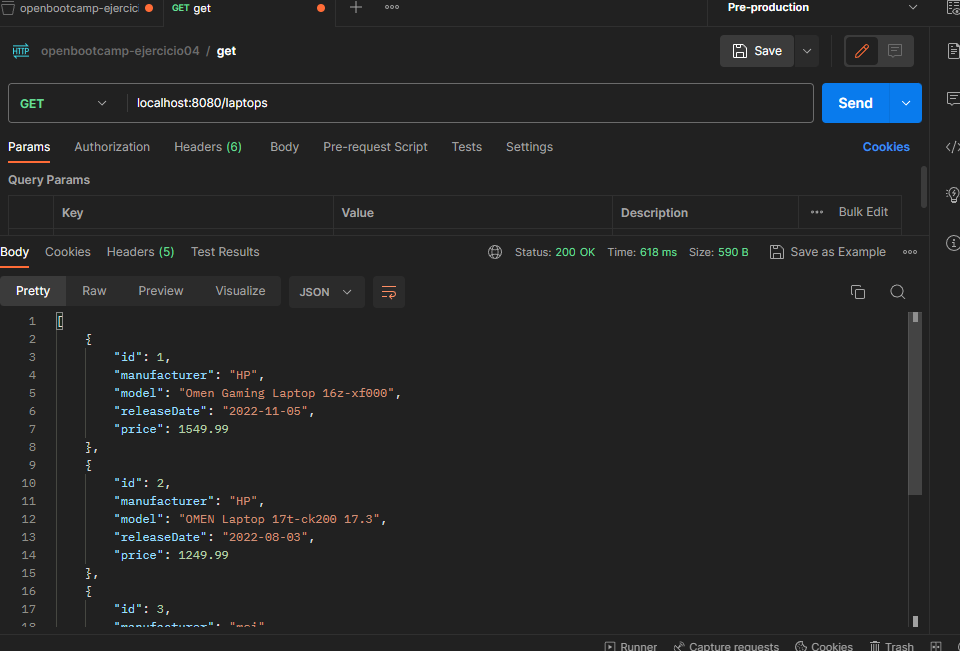 openbootcamp-ejercici
GET get
Pre-production
HTTP openbootcamp-ejercicio04 / get
Save
GET
localhost:8080/laptops
Send
Params Authorization Headers (6) Body Pre-request Script Tests Settings Cookies
Query Params
Key Value Description Bulk Edit
Body Cookies Headers (5) Test Results Status: 200 OK Time: 618 ms Size: 590 B Save as Example
Pretty Raw Preview Visualize JSON
1 [
2 {
3 "id": 1,
4 "manufacturer": "HP",
5 "model": "Omen Gaming Laptop 16z-xf000",
6 "releaseDate": "2022-11-05",
7 "price": 1549.99
8 },
9 {
10 "id": 2,
11 "manufacturer": "HP",
12 "model": "OMEN Laptop 17t-ck200 17.3",
13 "releaseDate": "2022-08-03",
14 "price": 1249.99
15 },
16 {
17 "id": 3,
18 "manufacturer": "msi"
Runner Capture requests Cookies Trash